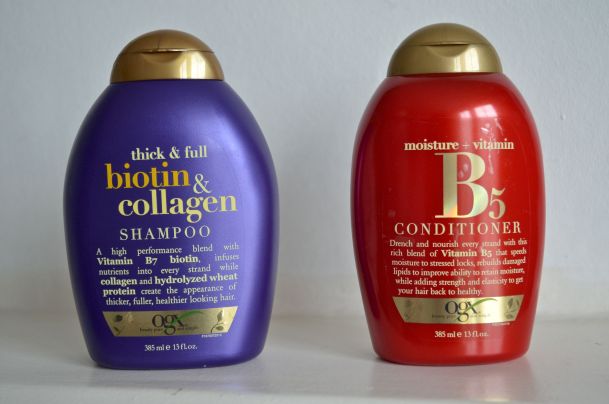 thick & full
biotin &
collagen
SHAMPOO
A high performance blend with
Vitamin B7 biotin, infuses
nutrients into every strand while
collagen and hydrolyzed wheat
protein create the appearance of
thicker, fuller, healthier looking hair.
ogx
385 ml e 13 fl. oz.
moisture + vitamin
B5
CONDITIONER
Drench and nourish every strand with this
rich blend of Vitamin B5 that speeds
moisture to stressed locks, rebuilds damaged
lipids to improve ability to retain moisture,
while adding strength and elasticity to get
your hair back to healthy.
ogx
385 ml e 13 fl. oz.